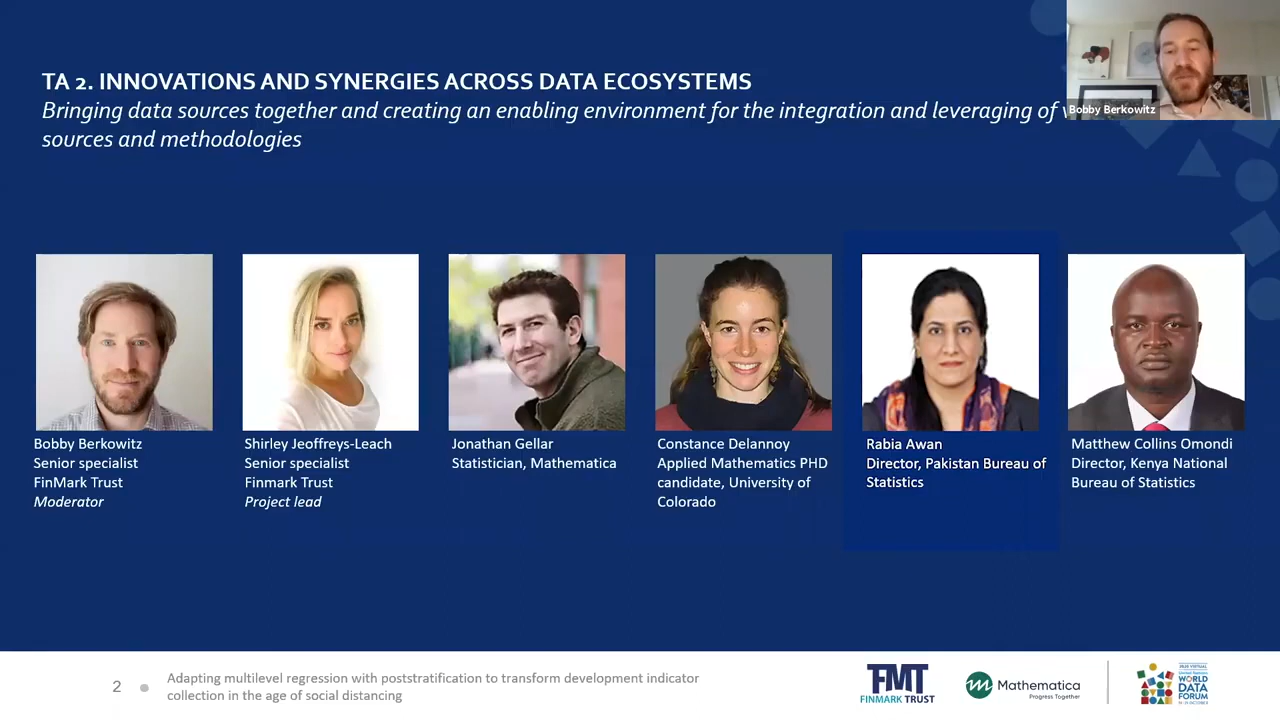 TA 2. INNOVATIONS AND SYNERGIES ACROSS DATA ECOSYSTEMS
Bringing data sources together and creating an enabling environment for the integration and leveraging of
sources and methodologies
Bobby Berkowitz
Bobby Berkowitz
Senior specialist
FinMark Trust
Moderator
Shirley Jeoffreys-Leach
Senior specialist
Finmark Trust
Project lead
Jonathan Gellar
Statistician, Mathematica
Constance Delannoy
Applied Mathematics PHD
candidate, University of
Colorado
Rabia Awan
Director, Pakistan Bureau of
Statistics
Matthew Collins Omondi
Director, Kenya National
Bureau of Statistics
2
Adapting multilevel regression with poststratification to transform development indicator
collection in the age of social distancing
FMT
FINMARK TRUST
Mathematica
Progress Together
WORLD
DATA
FORUM